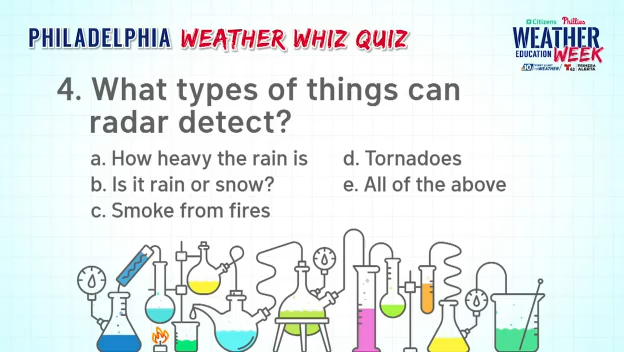 PHILADELPHIA WEATHER WHIZ QUIZ
Citizens Phillies
WEATHER
EDUCATION WEEK
4. What types of things can
radar detect?
a. How heavy the rain is
b. Is it rain or snow?
c. Smoke from fires
d. Tornadoes
e. All of the above